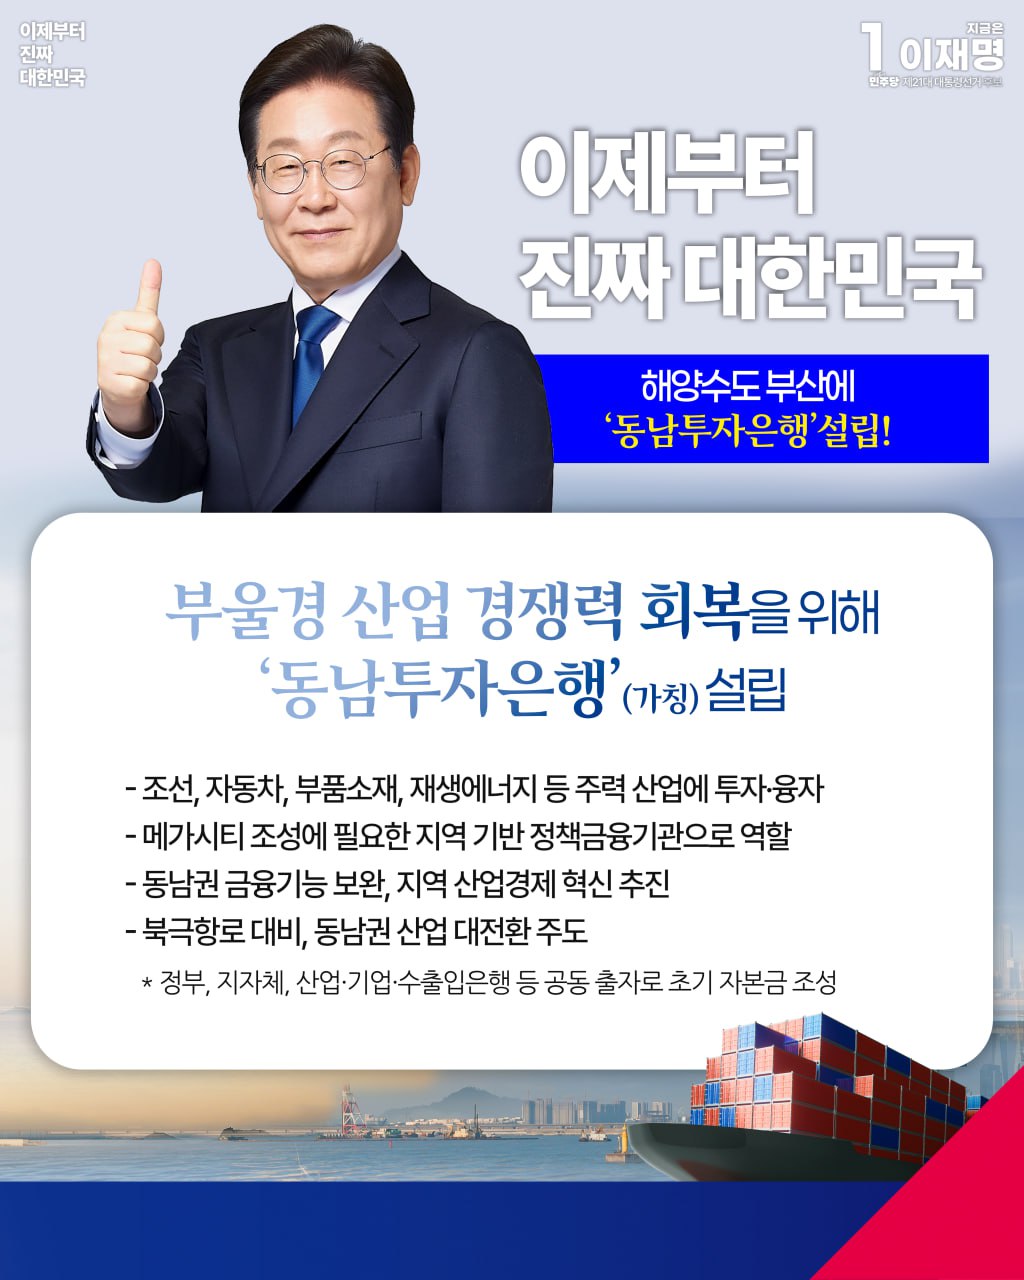 이제부터
진짜
대한민국
지금은
1 이재명
민주당 제21대 대통령선거 후보
이제부터
진짜 대한민국
해양수도 부산에
‘동남투자은행’설립!
부울경 산업 경쟁력 회복을 위해
‘동남투자은행’(가칭) 설립
- 조선, 자동차, 부품소재, 재생에너지 등 주력 산업에 투자·융자
- 메가시티 조성에 필요한 지역 기반 정책금융기관으로 역할
- 동남권 금융기능 보완, 지역 산업경제 혁신 추진
- 북극항로 대비, 동남권 산업 대전환 주도
* 정부, 지자체, 산업·기업·수출입은행 등 공동 출자로 초기 자본금 조성